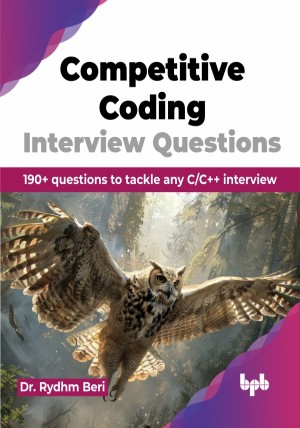 Competitive
Coding
Interview Questions
190+ questions to tackle any C/C++ interview
Dr. Rydhm Beri
bpb